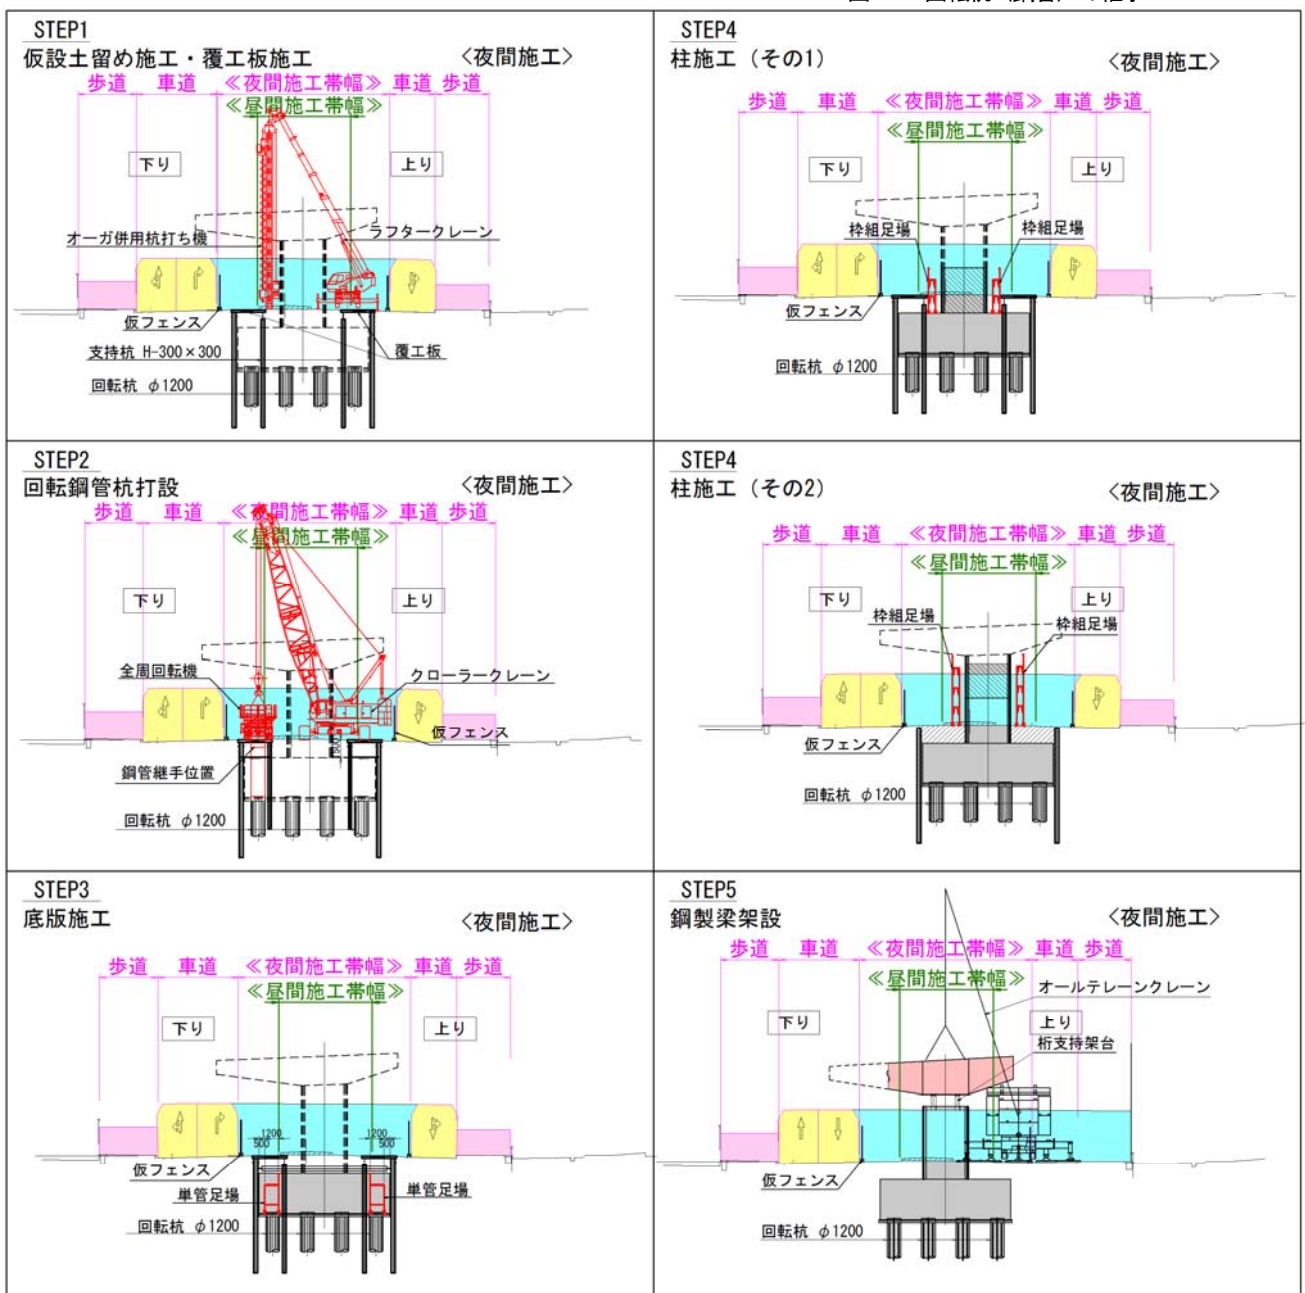 STEP1
仮設土留め施工・覆工板施工
<夜間施工>
歩道 車道 ≪夜間施工帯幅≫ 車道 歩道
≪昼間施工帯幅≫
下り 上り
オーガ併用杭打ち機 ラフタークレーン
仮フェンス
支持杭 H-300×300 覆工板
回転杭 φ1200
STEP2
回転鋼管杭打設
<夜間施工>
歩道 車道 ≪夜間施工帯幅≫ 車道 歩道
≪昼間施工帯幅≫
下り 上り
全周回転機 クローラークレーン
仮フェンス
鋼管継手位置
回転杭 φ1200
STEP3
底版施工
<夜間施工>
歩道 車道 ≪夜間施工帯幅≫ 車道 歩道
≪昼間施工帯幅≫
下り 上り
1200 1200
500 500
仮フェンス
単管足場 単管足場
回転杭 φ1200
STEP4
柱施工（その1）
<夜間施工>
歩道 車道 ≪夜間施工帯幅≫ 車道 歩道
≪昼間施工帯幅≫
下り 上り
枠組足場 枠組足場
仮フェンス
回転杭 φ1200
STEP4
柱施工（その2）
<夜間施工>
歩道 車道 ≪夜間施工帯幅≫ 車道 歩道
≪昼間施工帯幅≫
下り 上り
枠組足場 枠組足場
仮フェンス
回転杭 φ1200
STEP5
鋼製梁架設
<夜間施工>
歩道 車道 ≪夜間施工帯幅≫ 車道 歩道
≪昼間施工帯幅≫
オールテレーンクレーン
下り 上り
桁支持架台
仮フェンス
回転杭 φ1200